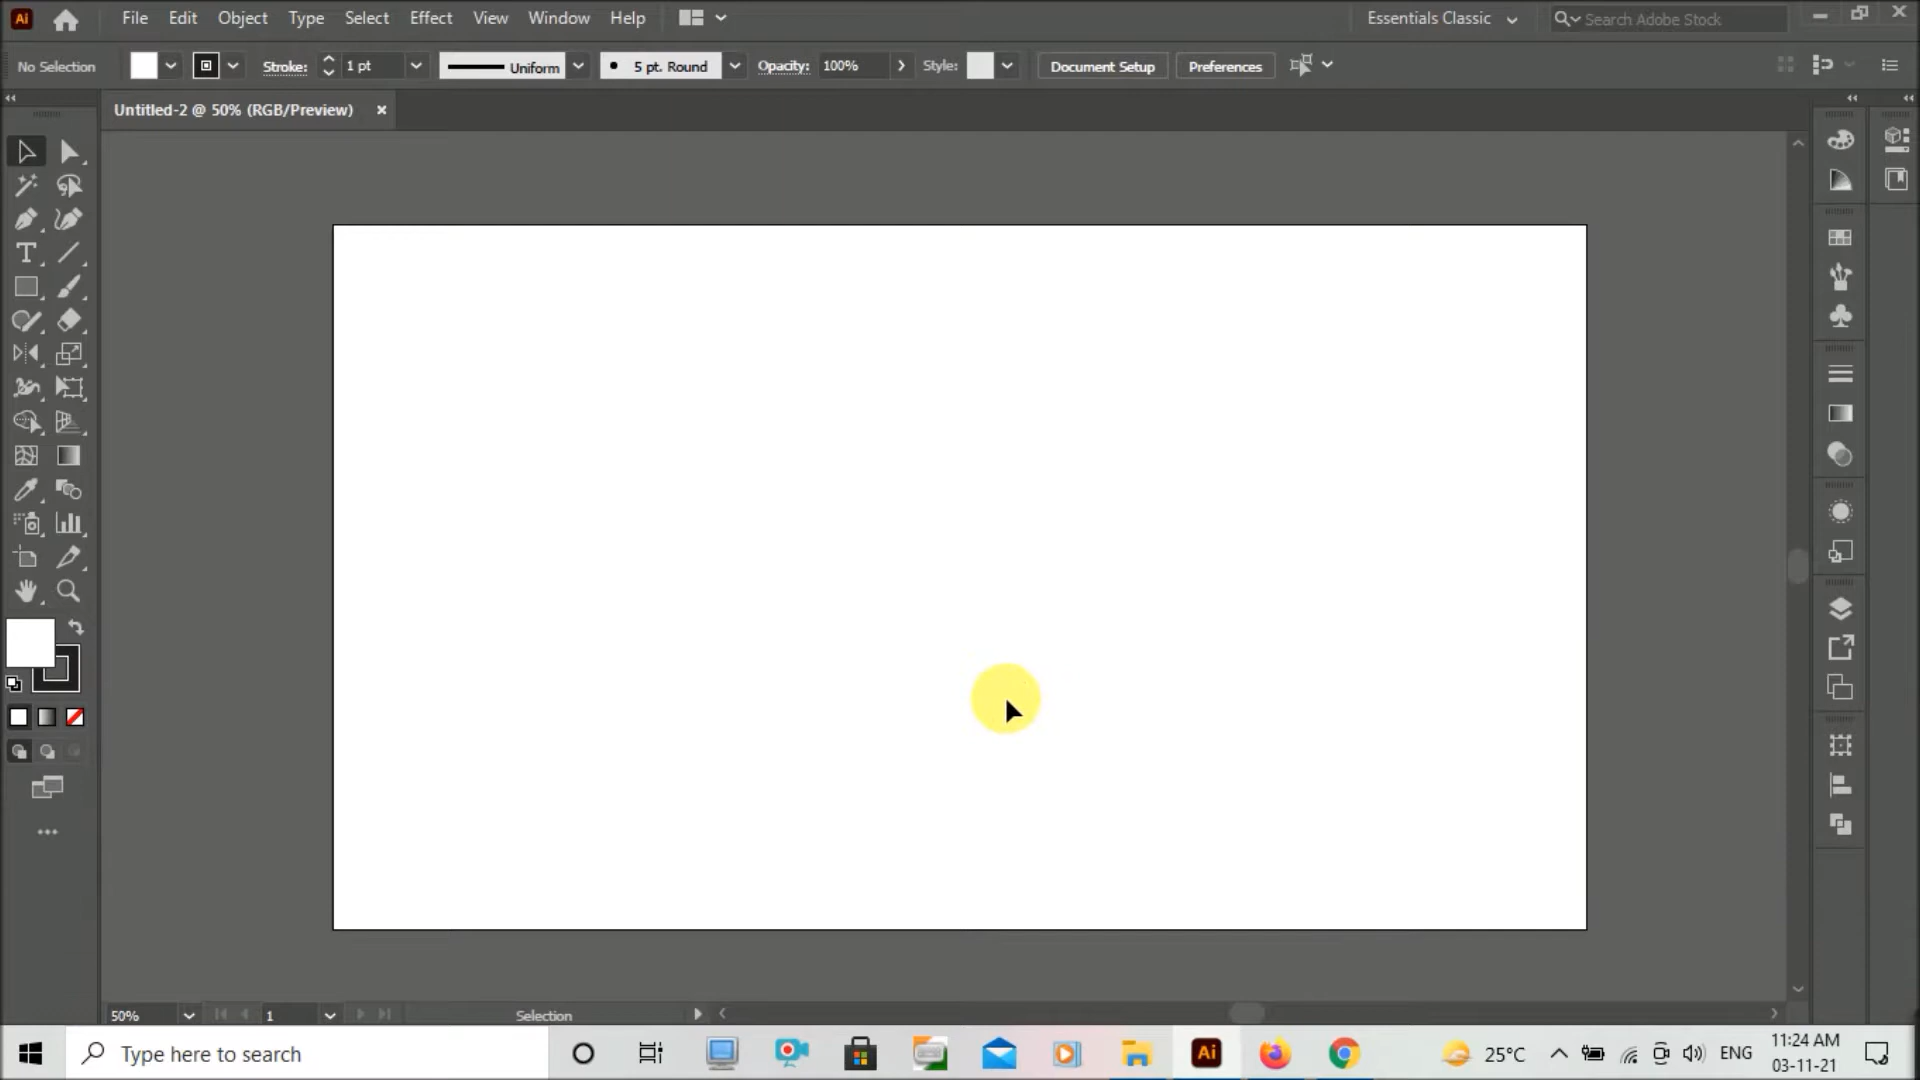 Ai File Edit Object Type Select Effect View Window Help Essentials Classic Search Adobe Stock
No Selection Stroke: 1 pt Uniform 5 pt. Round Opacity: 100% Style: Document Setup Preferences
Untitled-2 @ 50% (RGB/Preview)
50% 1 Selection
Type here to search Ai 25°C ENG 11:24 AM
03-11-21